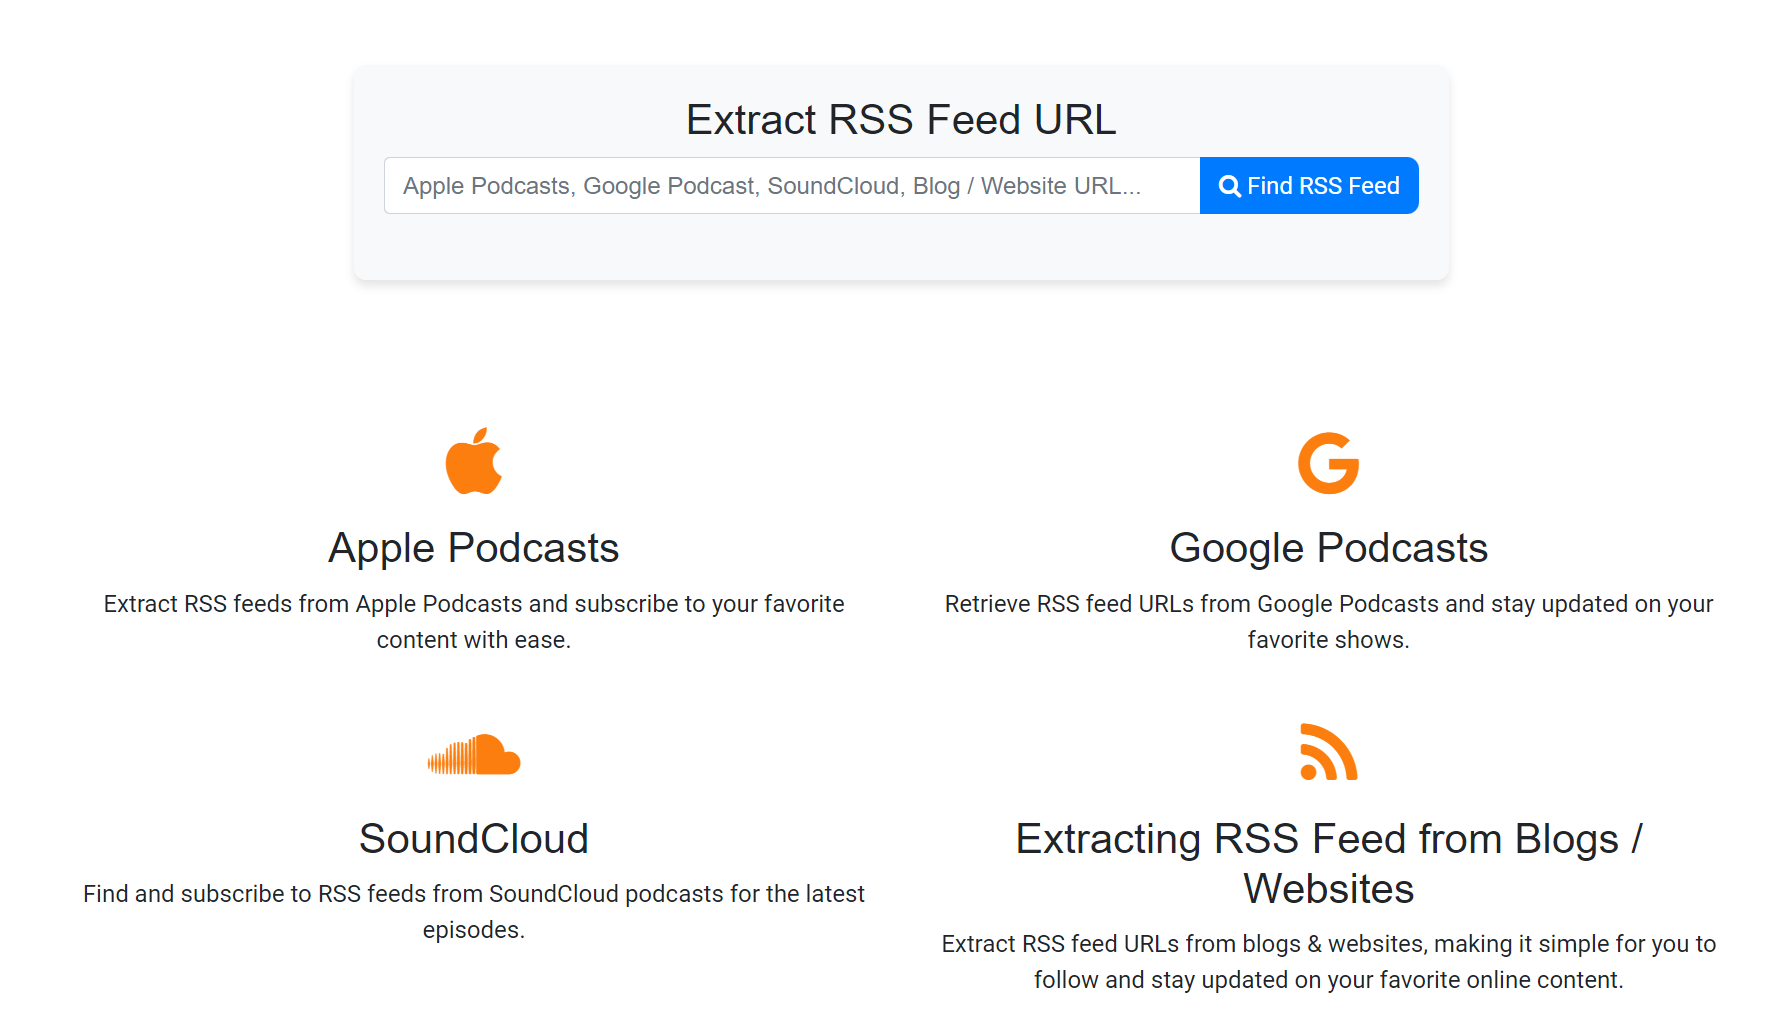 Extract RSS Feed URL
Apple Podcasts, Google Podcast, SoundCloud, Blog / Website URL...
Find RSS Feed
Apple Podcasts
Extract RSS feeds from Apple Podcasts and subscribe to your favorite
content with ease.
Google Podcasts
Retrieve RSS feed URLs from Google Podcasts and stay updated on your
favorite shows.
SoundCloud
Find and subscribe to RSS feeds from SoundCloud podcasts for the latest
episodes.
Extracting RSS Feed from Blogs /
Websites
Extract RSS feed URLs from blogs & websites, making it simple for you to
follow and stay updated on your favorite online content.